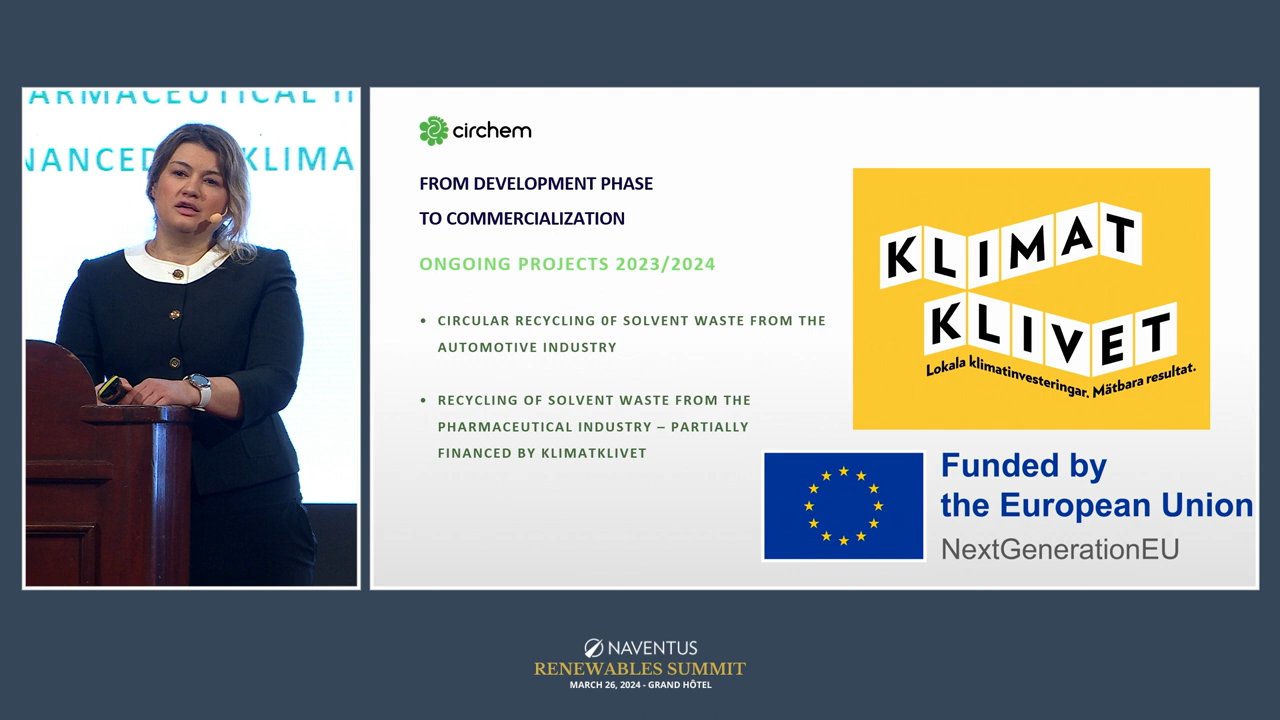 ARMACEUTICAL I
NANCED KLIMA
circhem
FROM DEVELOPMENT PHASE
TO COMMERCIALIZATION
ONGOING PROJECTS 2023/2024
• CIRCULAR RECYCLING 0F SOLVENT WASTE FROM THE
AUTOMOTIVE INDUSTRY
• RECYCLING OF SOLVENT WASTE FROM THE
PHARMACEUTICAL INDUSTRY – PARTIALLY
FINANCED BY KLIMATKLIVET
KLIMAT
KLIVET
Lokala klimatinvesteringar. Mätbara resultat.
Funded by
the European Union
NextGenerationEU
NAVENTUS
RENEWABLES SUMMIT
MARCH 26, 2024 - GRAND HÔTEL